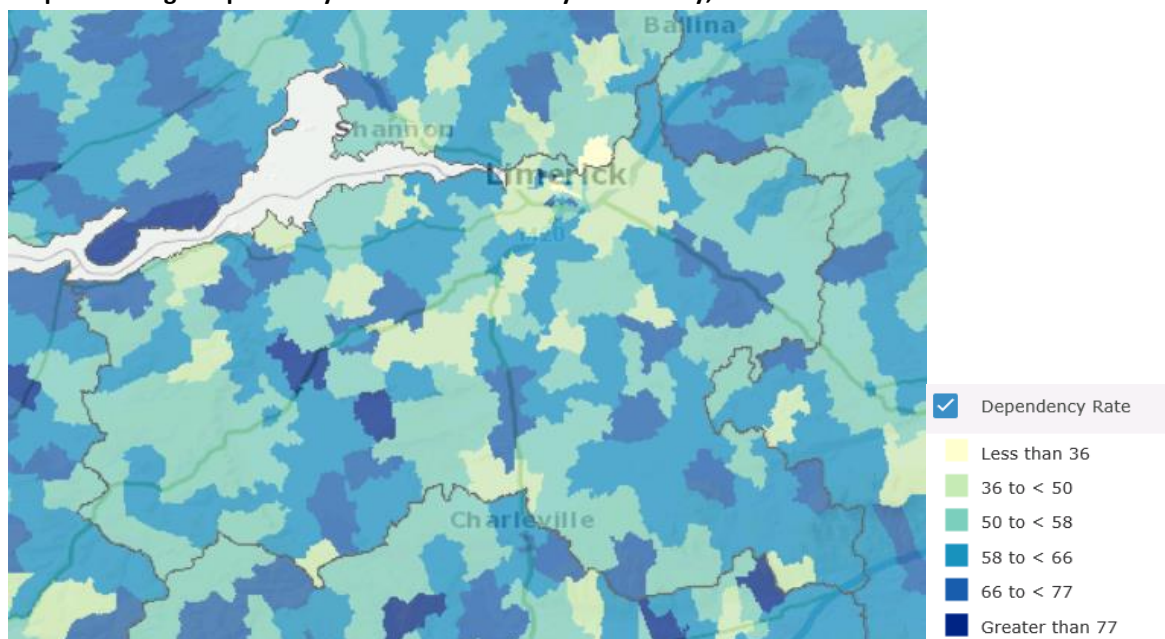 Ballina
Shannon
Limerick
Charleville
Dependency Rate
Less than 36
36 to < 50
50 to < 58
58 to < 66
66 to < 77
Greater than 77